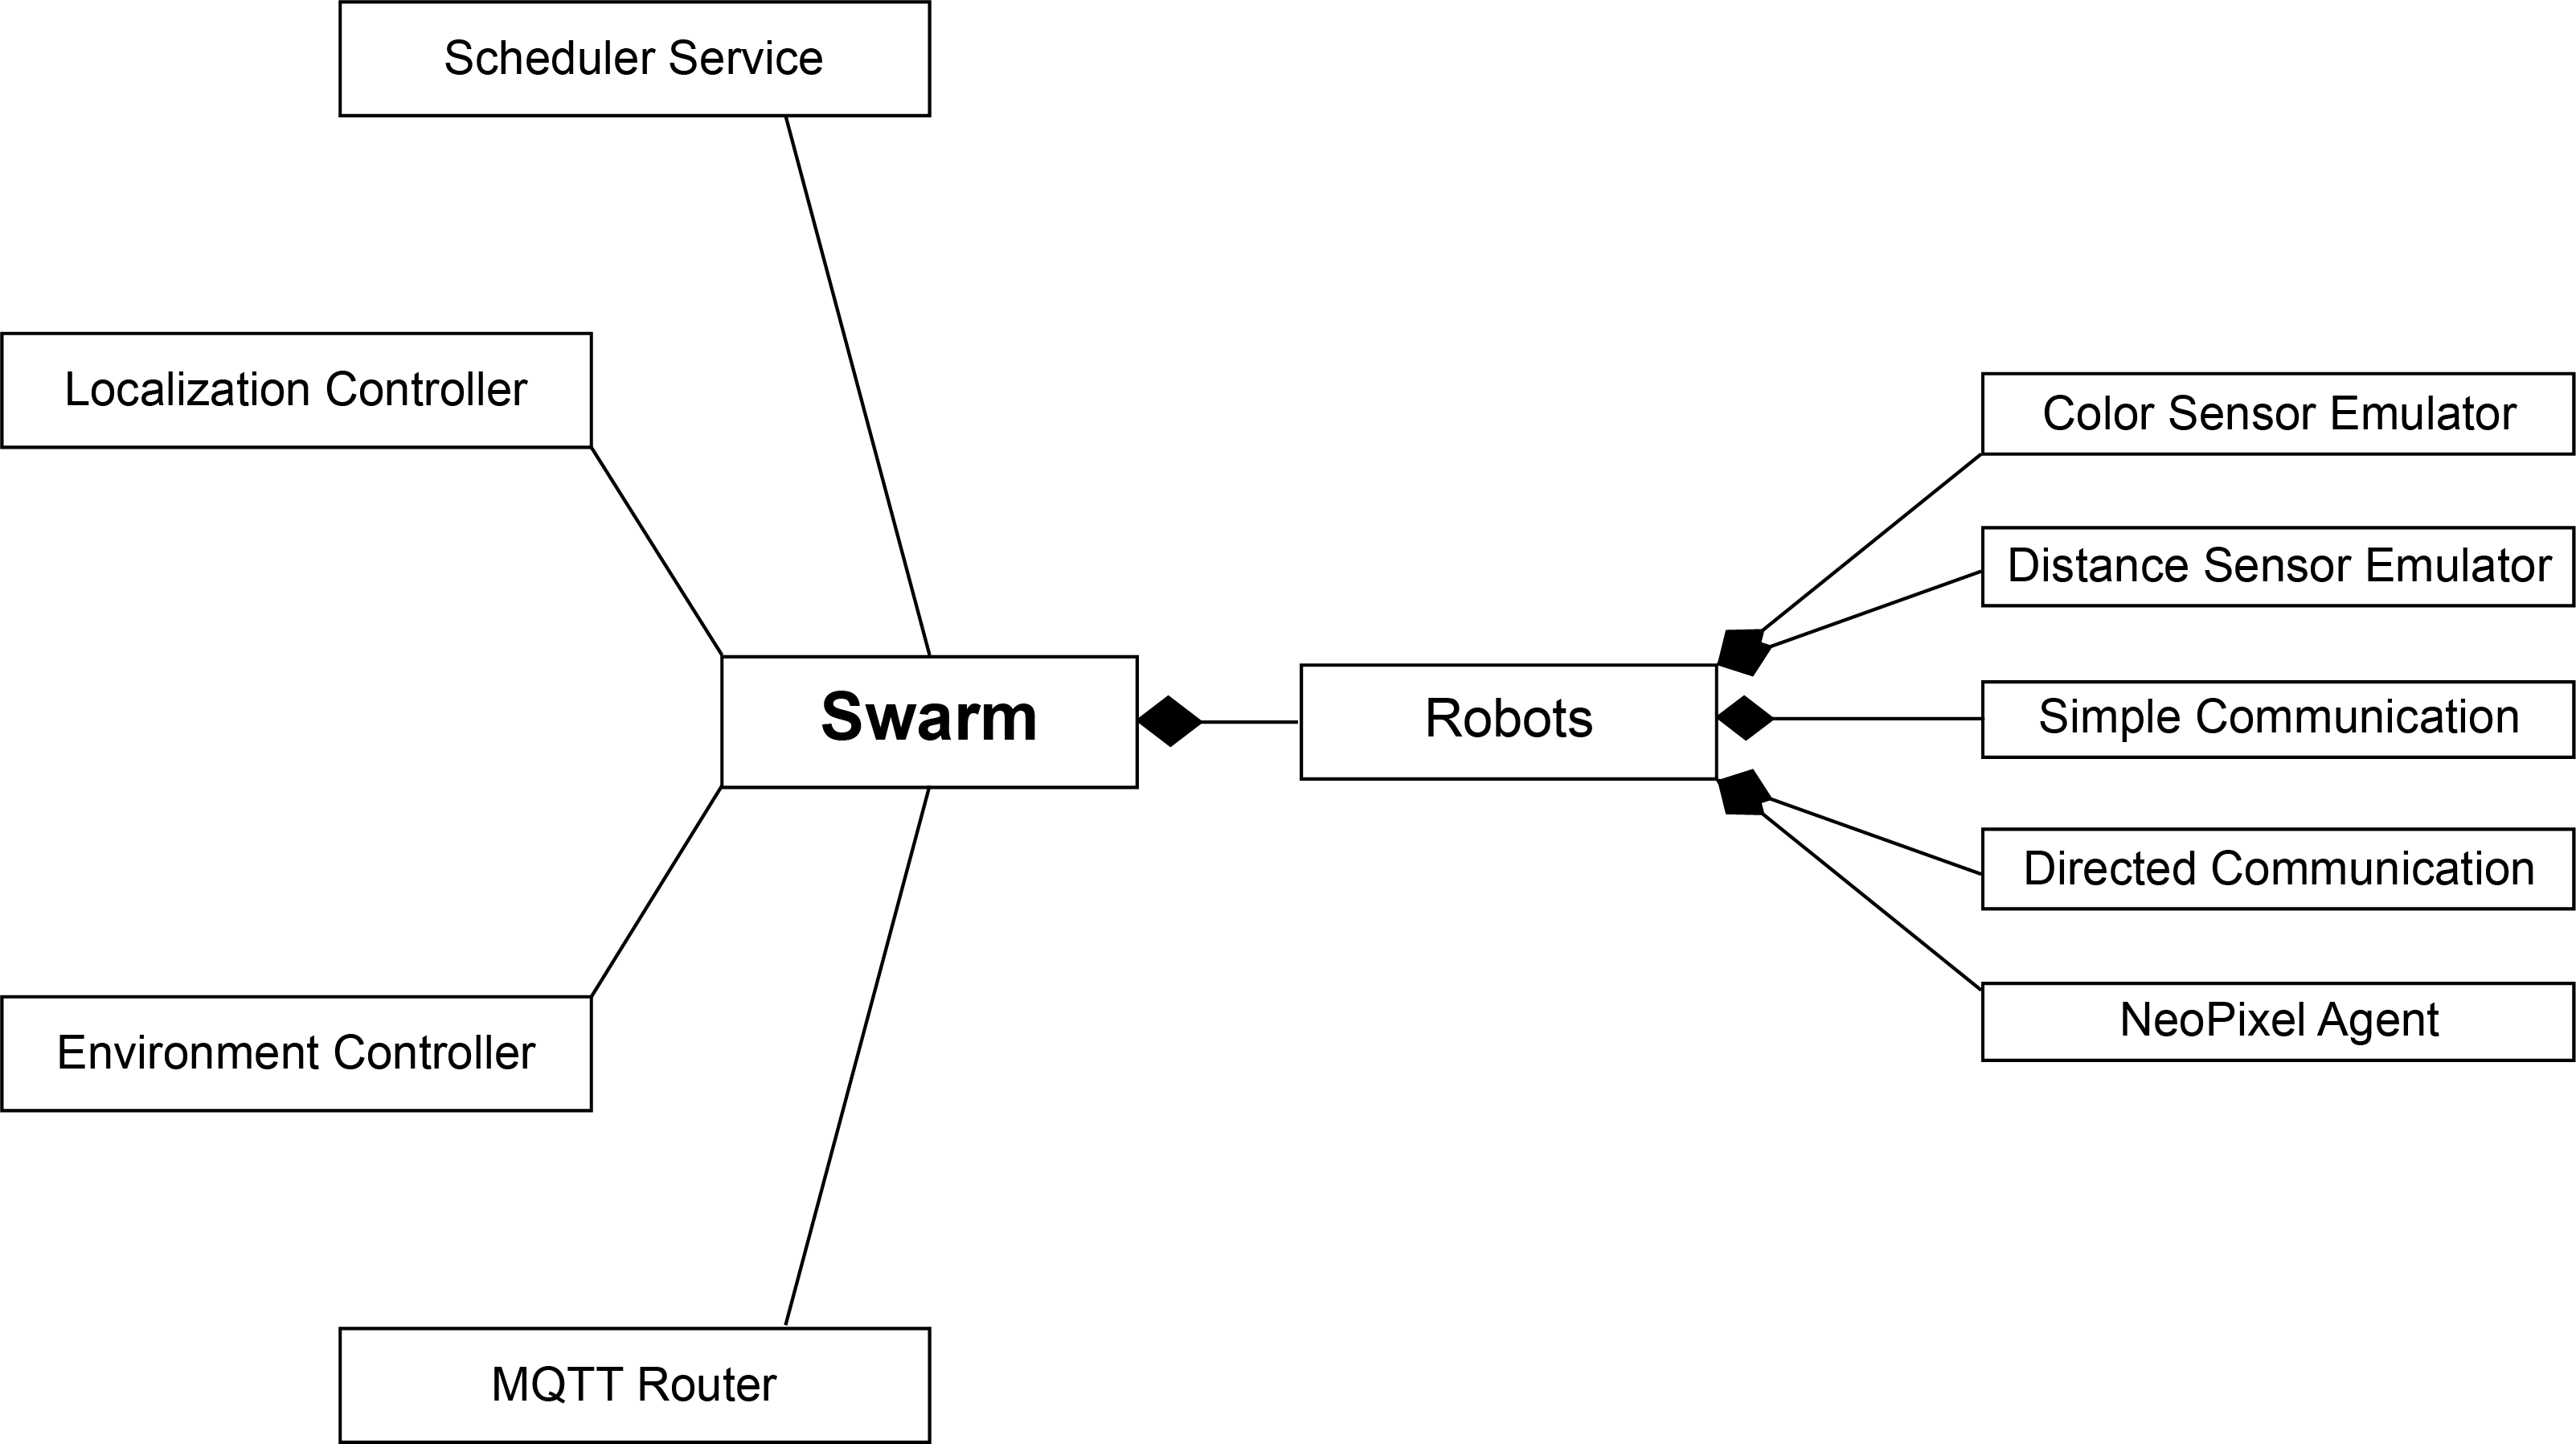 Scheduler Service
Localization Controller
Color Sensor Emulator
Distance Sensor Emulator
Swarm
Robots
Simple Communication
Directed Communication
Environment Controller
NeoPixel Agent
MQTT Router